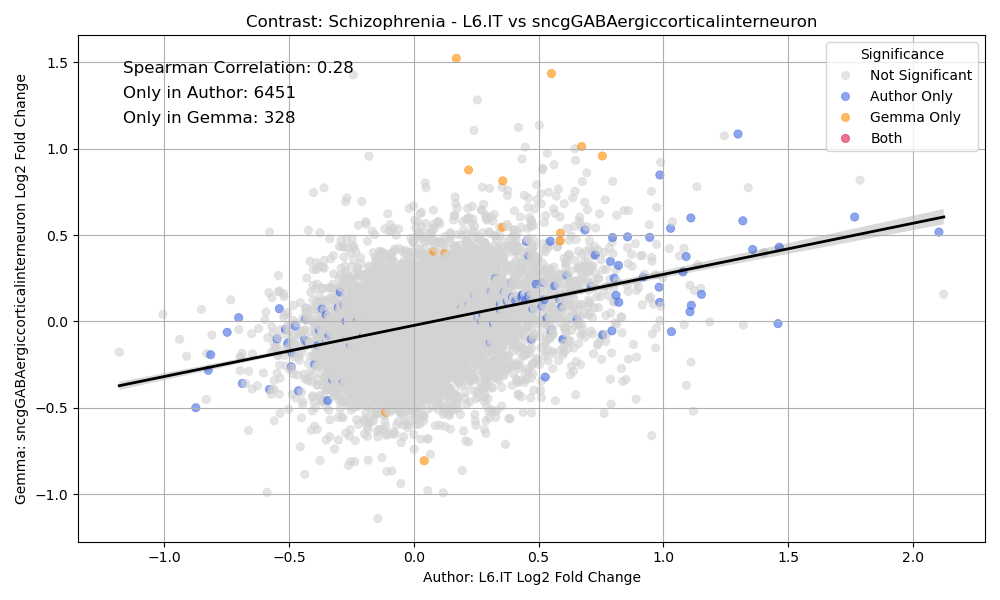 Contrast: Schizophrenia - L6.IT vs sncgGABAergiccorticalinterneuron
Spearman Correlation: 0.28
Only in Author: 6451
Only in Gemma: 328
Significance
Not Significant
Author Only
Gemma Only
Both
Gemma: sncgGABAergiccorticalinterneuron Log2 Fold Change
1.5
1.0
0.5
0.0
−0.5
−1.0
−1.0 −0.5 0.0 0.5 1.0 1.5 2.0
Author: L6.IT Log2 Fold Change